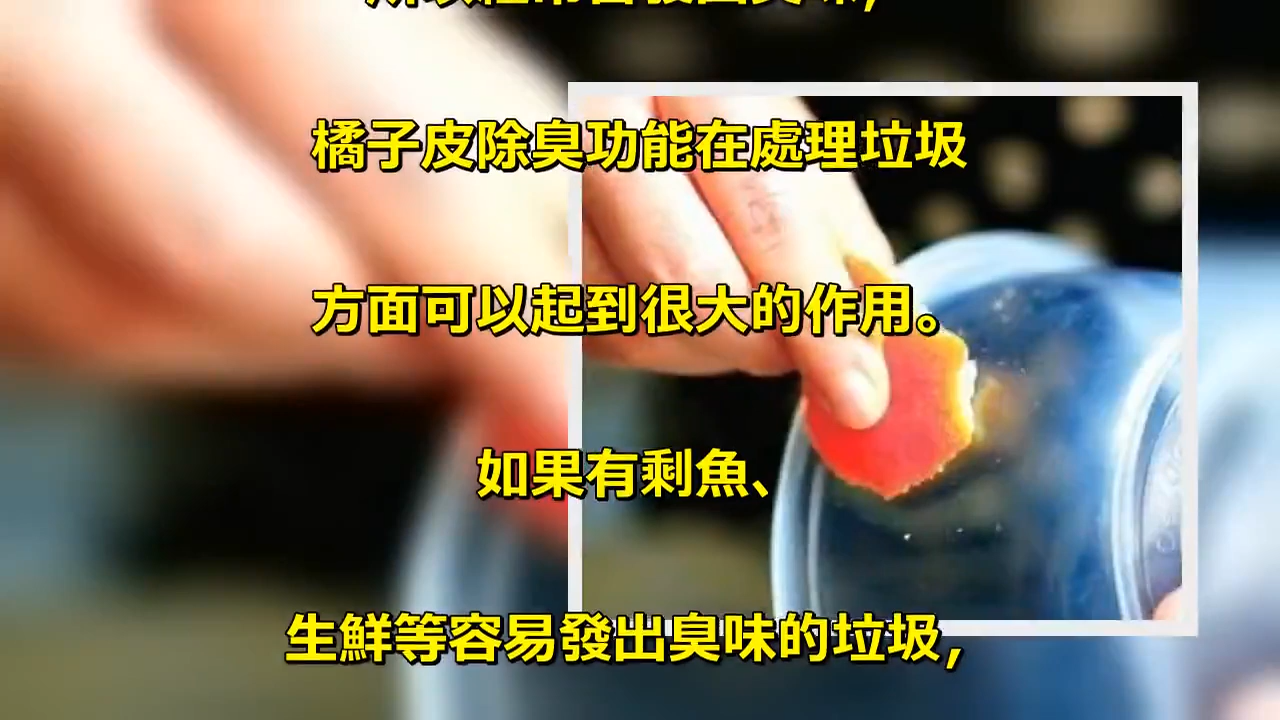 橘子皮除臭功能在處理垃圾
方面可以起到很大的作用。
如果有剩魚、
生鮮等容易發出臭味的垃圾，